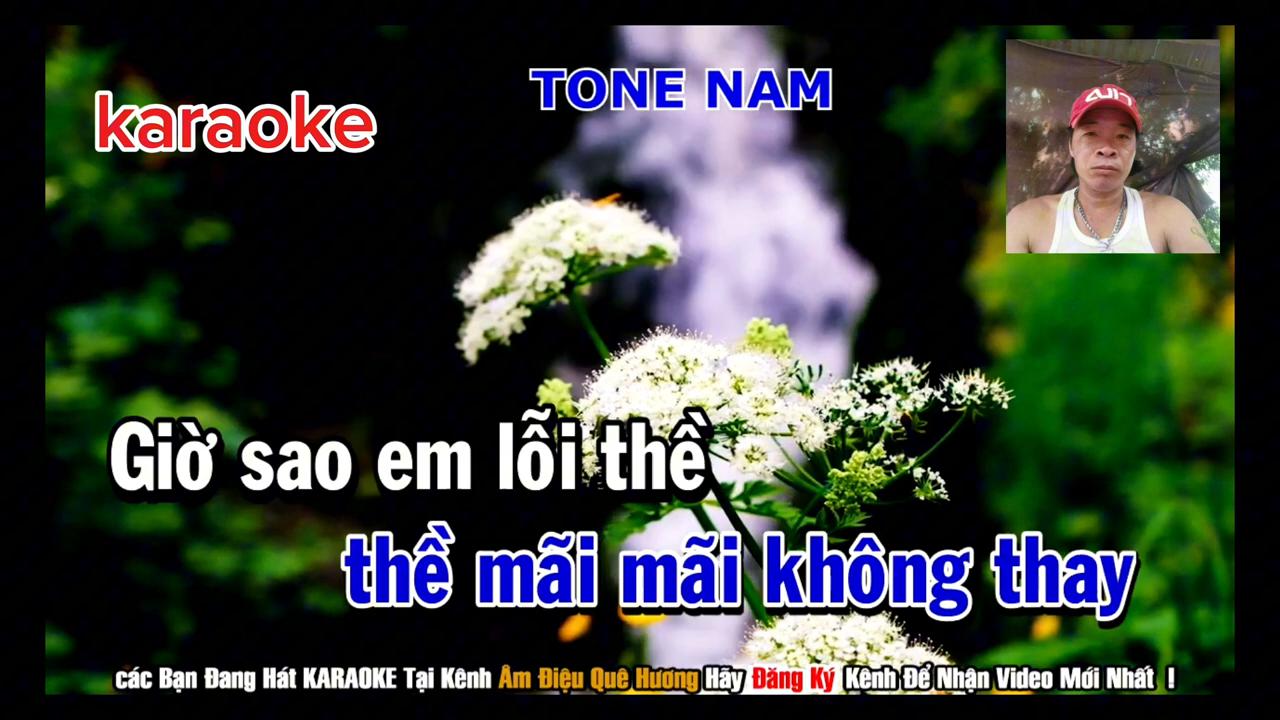 TONE NAM
karaoke
Giờ sao em lỗi thề
thề mãi mãi không thay
các Bạn Đang Hát KARAOKE Tại Kênh Âm Điệu Quê Hương Hãy Đăng Ký Kênh Để Nhận Video Mới Nhất !